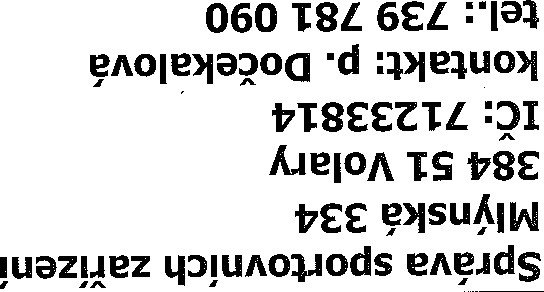 Správa sportovních zařízení
Mlýnská 334
384 51 Volary
IČ: 71233814
kontakt: p. Dočekalová
tel.: 739 781 090